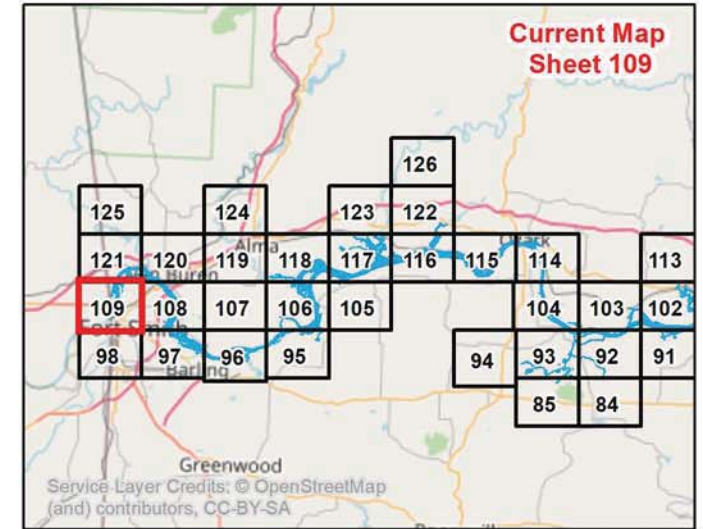 Current Map
Sheet 109
126
125 124 123 122
Alma
121 120 119 118 117 116 115 114 113
109 108 107 106 105 104 103 102
Fort Smith
98 97 96 95 94 93 92 91
Barling
85 84
Greenwood
Service Layer Credits: © OpenStreetMap
(and) contributors, CC-BY-SA